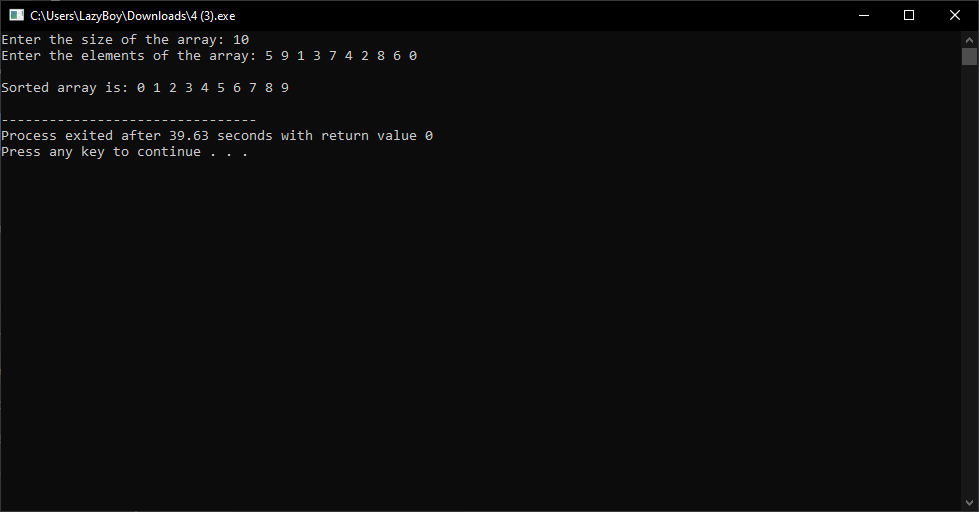 C:\Users\LazyBoy\Downloads\4 (3).exe
Enter the size of the array: 10
Enter the elements of the array: 5 9 1 3 7 4 2 8 6 0
Sorted array is: 0 1 2 3 4 5 6 7 8 9
--------------------------------
Process exited after 39.63 seconds with return value 0
Press any key to continue . . .